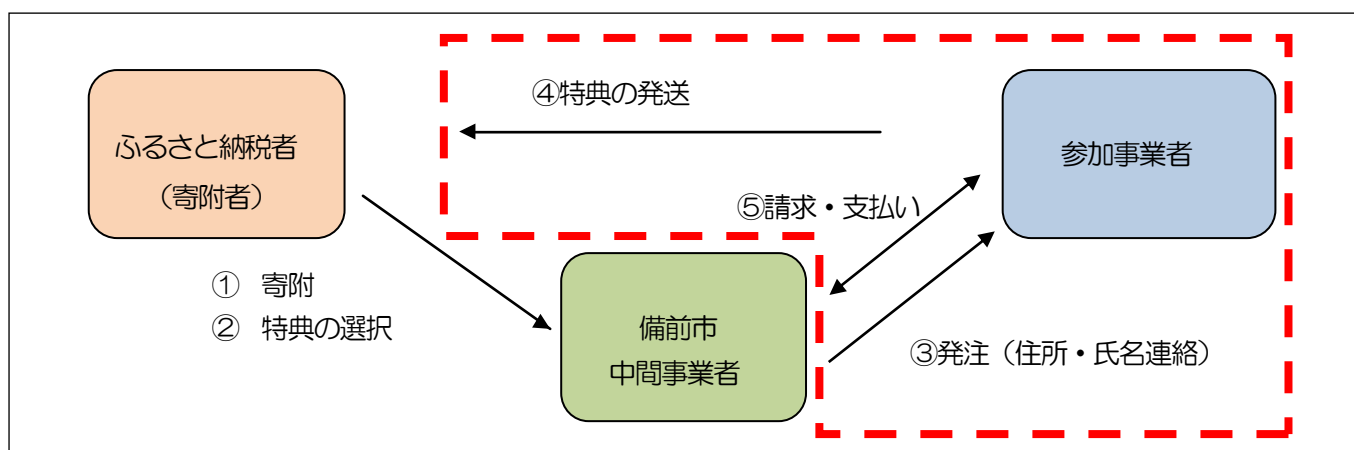 ④特典の発送
ふるさと納税者
（寄附者）
参加事業者
⑤請求・支払い
① 寄附
② 特典の選択
備前市
中間事業者
③発注（住所・氏名連絡）